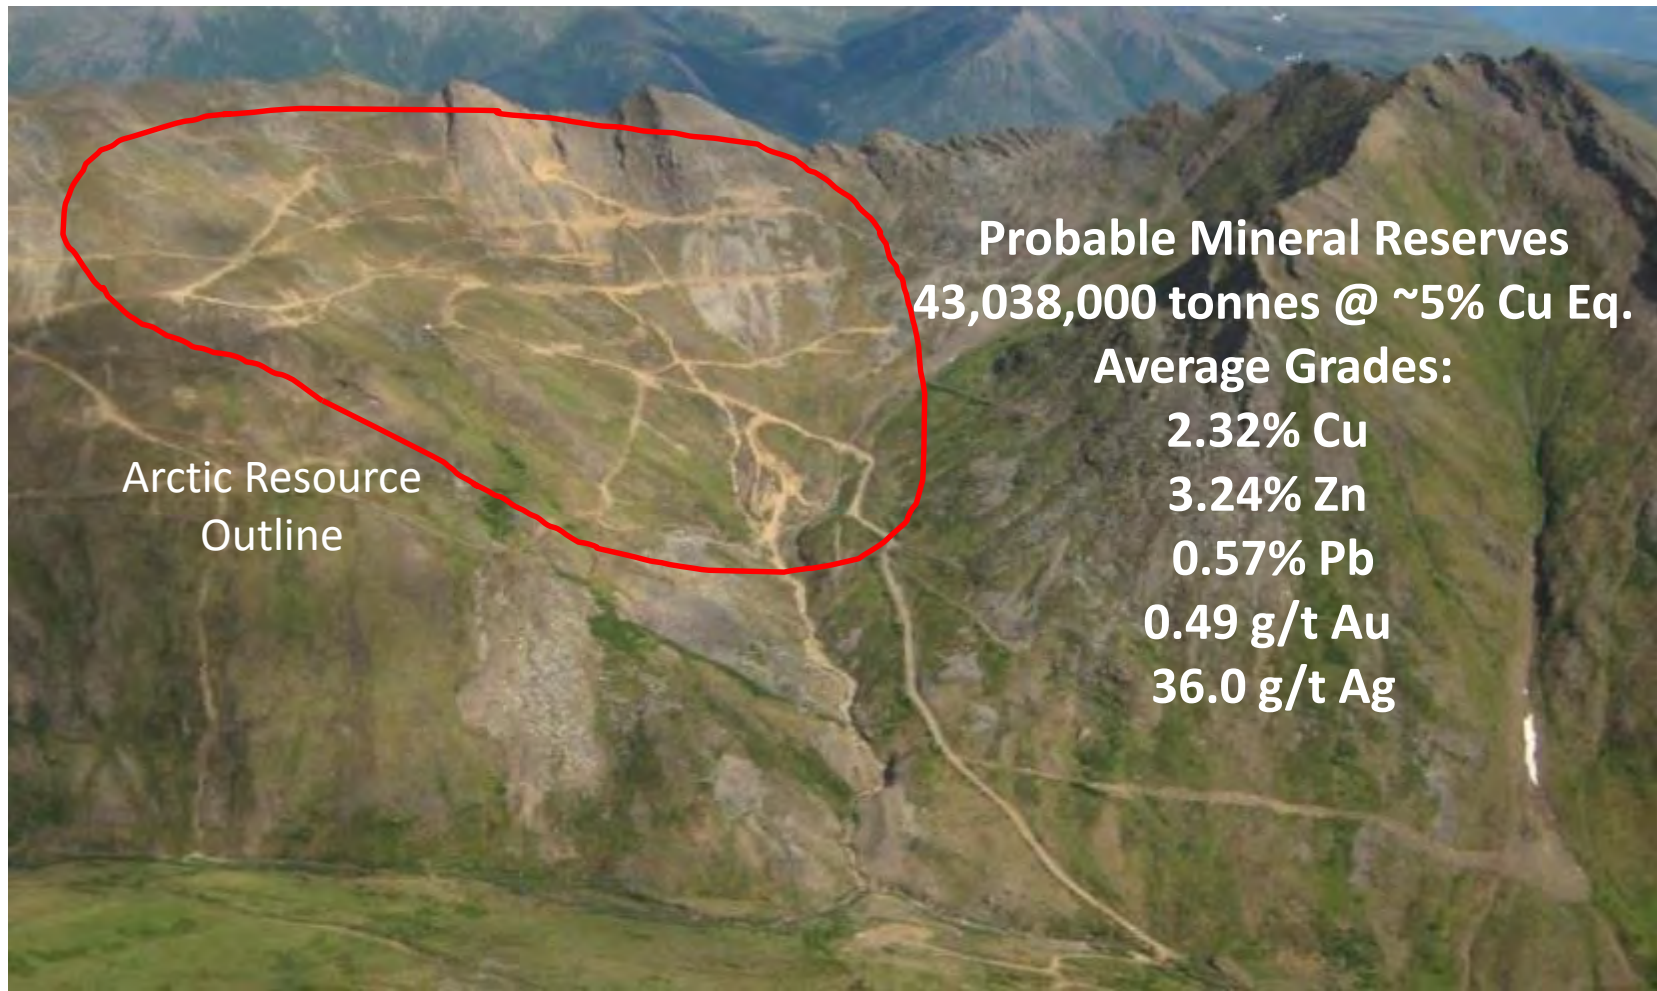 Probable Mineral Reserves
43,038,000 tonnes @ ~5% Cu Eq.
Average Grades:
2.32% Cu
3.24% Zn
0.57% Pb
0.49 g/t Au
36.0 g/t Ag
Arctic Resource
Outline